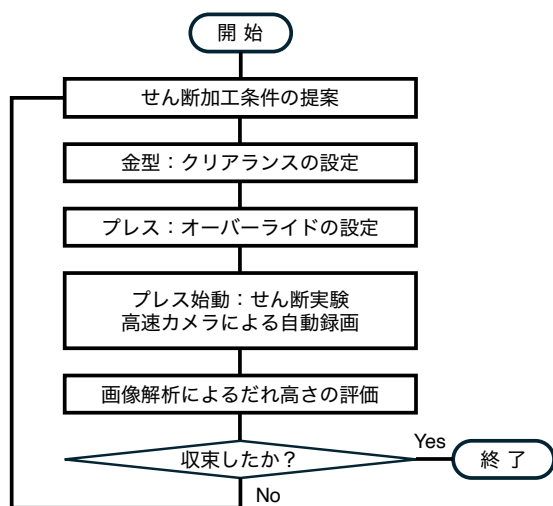 開 始
せん断加工条件の提案
金型：クリアランスの設定
プレス：オーバーライドの設定
プレス始動：せん断実験
高速カメラによる自動録画
画像解析によるだれ高さの評価
収束したか？
Yes
終 了
No